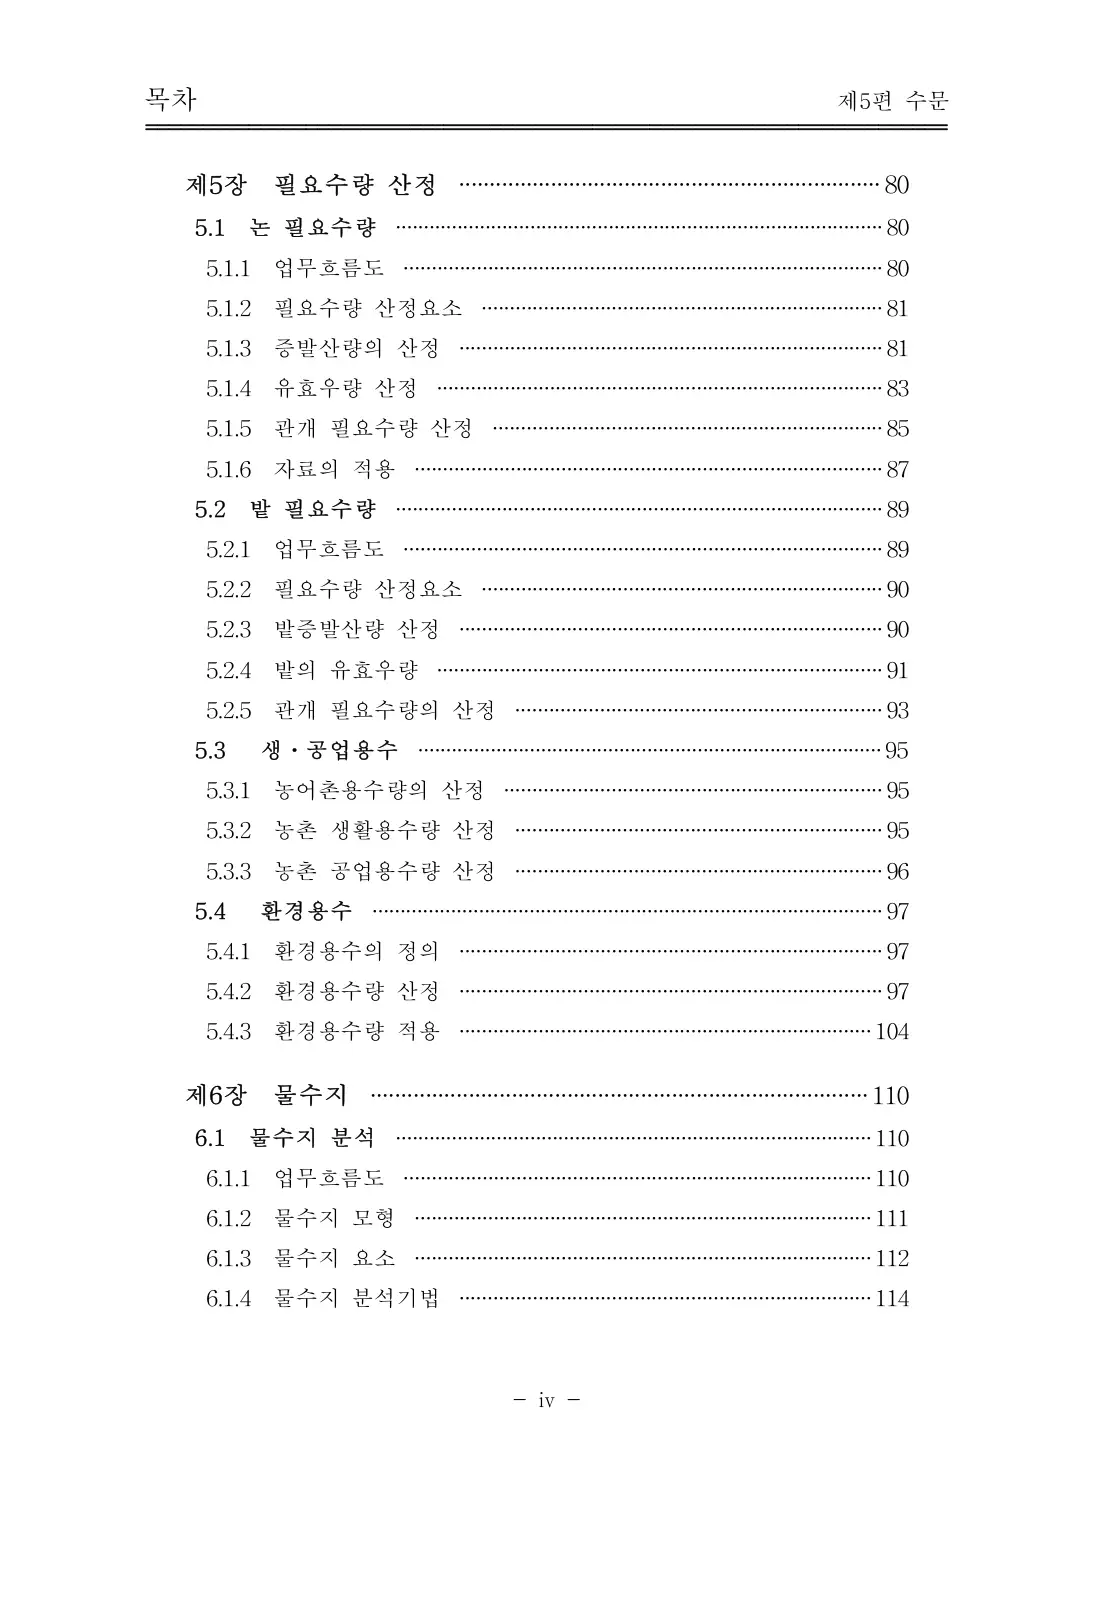 목차 제5편 수문
제5장 필요수량 산정 ················ 80
5.1 논 필요수량 ················ 80
5.1.1 업무흐름도 ················ 80
5.1.2 필요수량 산정요소 ················ 81
5.1.3 증발산량의 산정 ················ 81
5.1.4 유효우량 산정 ················ 83
5.1.5 관개 필요수량 산정 ················ 85
5.1.6 자료의 적용 ················ 87
5.2 밭 필요수량 ················ 89
5.2.1 업무흐름도 ················ 89
5.2.2 필요수량 산정요소 ················ 90
5.2.3 밭증발산량 산정 ················ 90
5.2.4 밭의 유효우량 ················ 91
5.2.5 관개 필요수량의 산정 ················ 93
5.3 생·공업용수 ················ 95
5.3.1 농어촌용수량의 산정 ················ 95
5.3.2 농촌 생활용수량 산정 ················ 95
5.3.3 농촌 공업용수량 산정 ················ 96
5.4 환경용수 ················ 97
5.4.1 환경용수의 정의 ················ 97
5.4.2 환경용수량 산정 ················ 97
5.4.3 환경용수량 적용 ················ 104
제6장 물수지 ················ 110
6.1 물수지 분석 ················ 110
6.1.1 업무흐름도 ················ 110
6.1.2 물수지 모형 ················ 111
6.1.3 물수지 요소 ················ 112
6.1.4 물수지 분석기법 ················ 114
- iv -